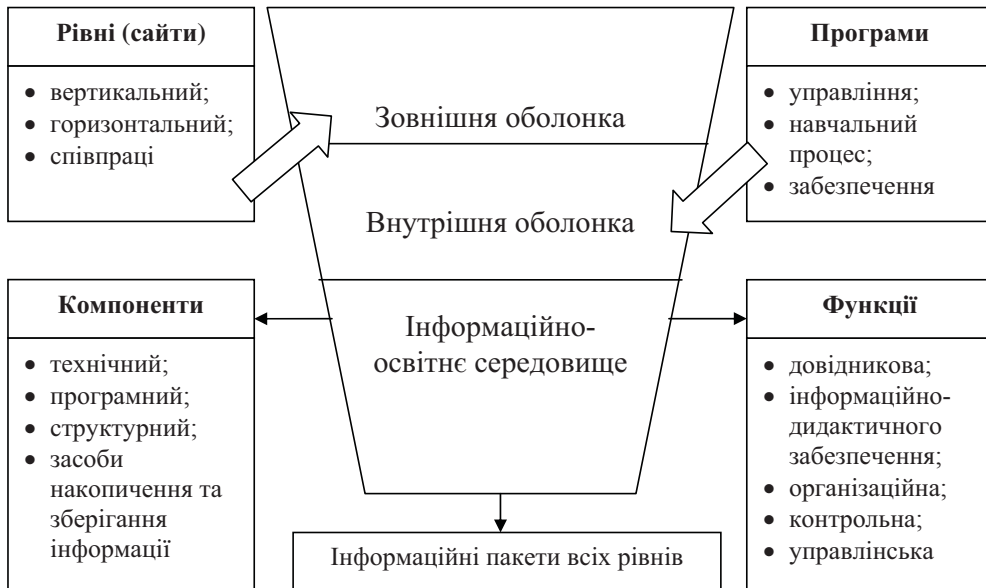 Рівні (сайти)
• вертикальний;
• горизонтальний;
• співпраці
Зовнішня оболонка
Внутрішня оболонка
Інформаційно-
освітнє середовище
Програми
• управління;
• навчальний
процес;
• забезпечення
Компоненти
• технічний;
• програмний;
• структурний;
• засоби
накопичення та
зберігання
інформації
Функції
• довідникова;
• інформаційно-
дидактичного
забезпечення;
• організаційна;
• контрольна;
• управлінська
Інформаційні пакети всіх рівнів